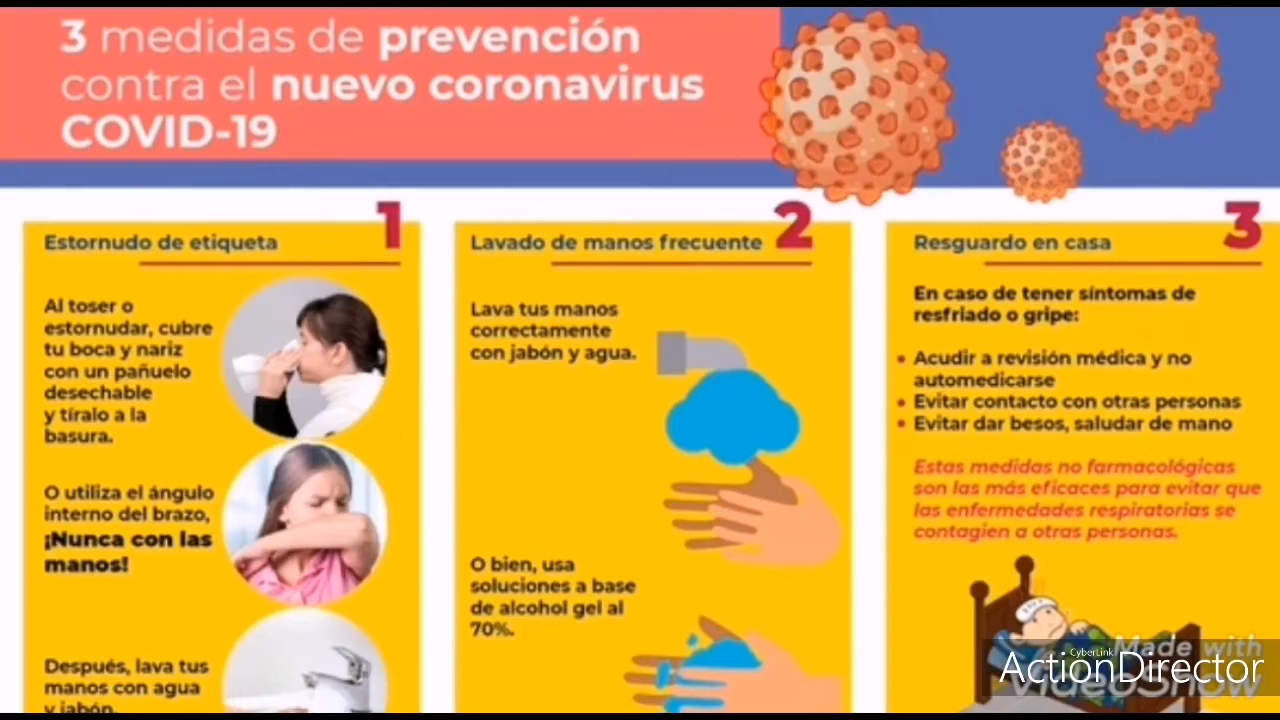 3 medidas de prevención
contra el nuevo coronavirus
COVID-19
1
Estornudo de etiqueta
Al toser o
estornudar, cubre
tu boca y nariz
con un pañuelo
desechable
y tíralo a la
basura.
O utiliza el ángulo
interno del brazo,
¡Nunca con las
manos!
Después, lava tus
manos con agua
y jabón.
2
Lavado de manos frecuente
Lava tus manos
correctamente
con jabón y agua.
O bien, usa
soluciones a base
de alcohol gel al
70%.
3
Resguardo en casa
En caso de tener síntomas de
resfriado o gripe:
• Acudir a revisión médica y no
automedicarse
• Evitar contacto con otras personas
• Evitar dar besos, saludar de mano
Estas medidas no farmacológicas
son las más eficaces para evitar que
las enfermedades respiratorias se
contagien a otras personas.
Made with
VideoShow
CyberLink
ActionDirector